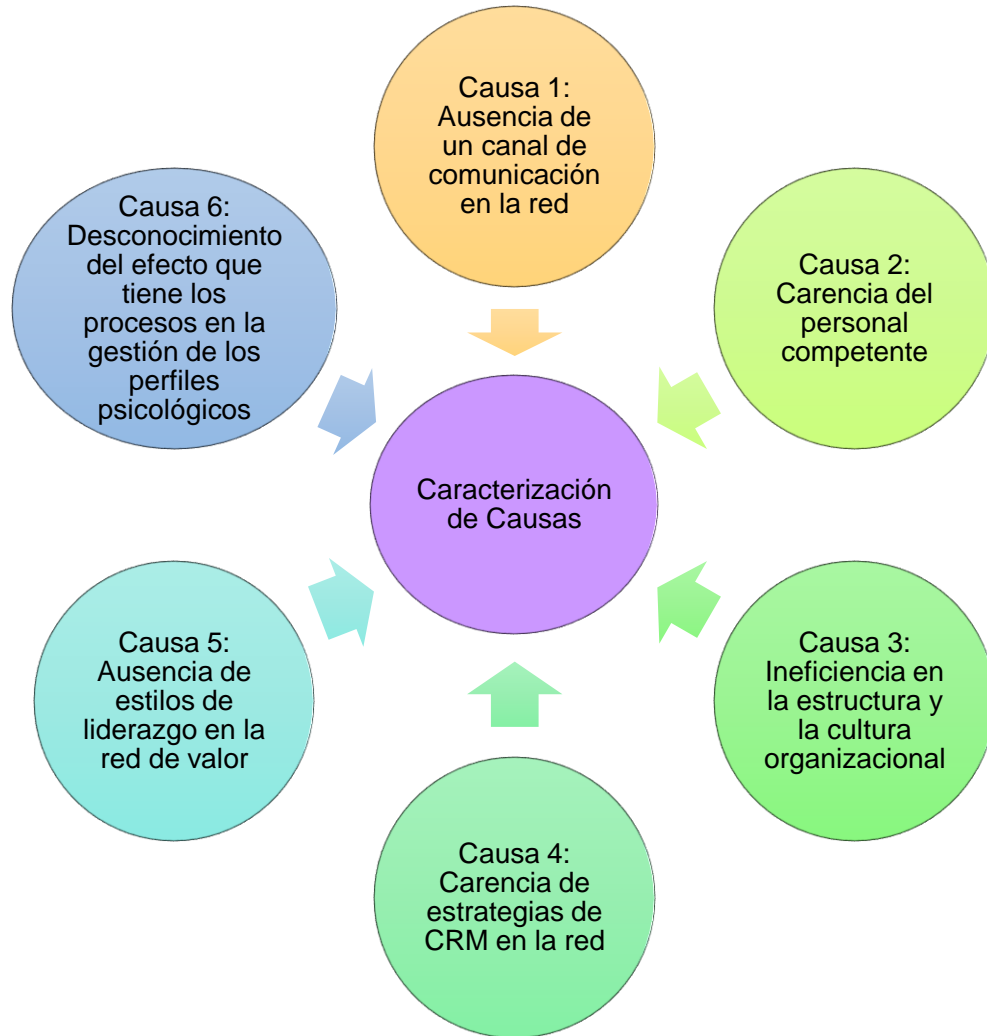 Causa 1:
Ausencia de
un canal de
comunicación
en la red
Causa 2:
Carencia del
personal
competente
Causa 3:
Ineficiencia en
la estructura y
la cultura
organizacional
Causa 4:
Carencia de
estrategias de
CRM en la red
Causa 5:
Ausencia de
estilos de
liderazgo en la
red de valor
Causa 6:
Desconocimiento
del efecto que
tiene los
procesos en la
gestión de los
perfiles
psicológicos
Caracterización
de Causas